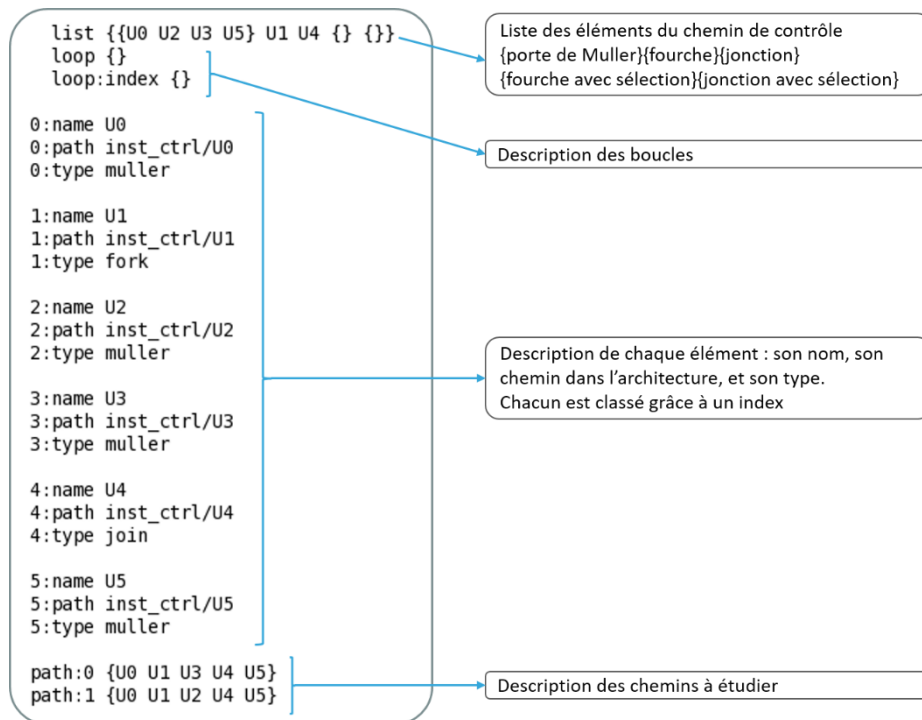 list {{U0 U2 U3 U5} U1 U4 {} {}}
loop {}
loop:index {}
0:name U0
0:path inst_ctrl/U0
0:type muller
1:name U1
1:path inst_ctrl/U1
1:type fork
2:name U2
2:path inst_ctrl/U2
2:type muller
3:name U3
3:path inst_ctrl/U3
3:type muller
4:name U4
4:path inst_ctrl/U4
4:type join
5:name U5
5:path inst_ctrl/U5
5:type muller
path:0 {U0 U1 U3 U4 U5}
path:1 {U0 U1 U2 U4 U5}
Liste des éléments du chemin de contrôle
{porte de Muller}{fourche}{jonction}
{fourche avec sélection}{jonction avec sélection}
Description des boucles
Description de chaque élément : son nom, son
chemin dans l'architecture, et son type.
Chacun est classé grâce à un index
Description des chemins à étudier